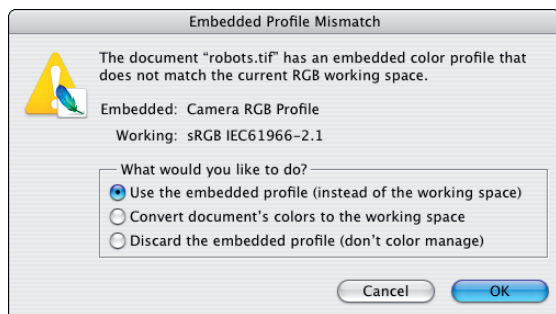 Embedded Profile Mismatch
The document “robots.tif” has an embedded color profile that
does not match the current RGB working space.
Embedded: Camera RGB Profile
Working: sRGB IEC61966-2.1
What would you like to do?
Use the embedded profile (instead of the working space)
Convert document’s colors to the working space
Discard the embedded profile (don’t color manage)
Cancel
OK